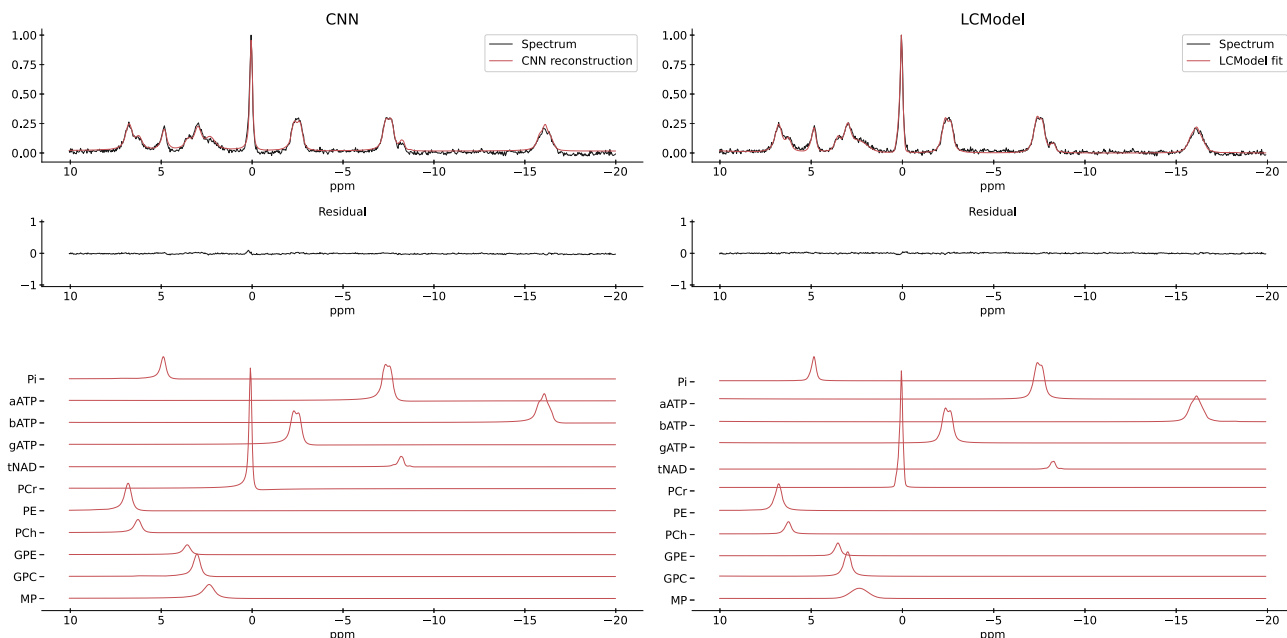 CNN
1.00
0.75
0.50
0.25
0.00
Spectrum
CNN reconstruction
10 5 0 −5 −10 −15 −20
ppm
Residual
1
0
−1
10 5 0 −5 −10 −15 −20
ppm
Pi
aATP
bATP
gATP
tNAD
PCr
PE
PCh
GPE
GPC
MP
10 5 0 −5 −10 −15 −20
ppm
LCModel
1.00
0.75
0.50
0.25
0.00
Spectrum
LCModel fit
10 5 0 −5 −10 −15 −20
ppm
Residual
1
0
−1
10 5 0 −5 −10 −15 −20
ppm
Pi
aATP
bATP
gATP
tNAD
PCr
PE
PCh
GPE
GPC
MP
10 5 0 −5 −10 −15 −20
ppm